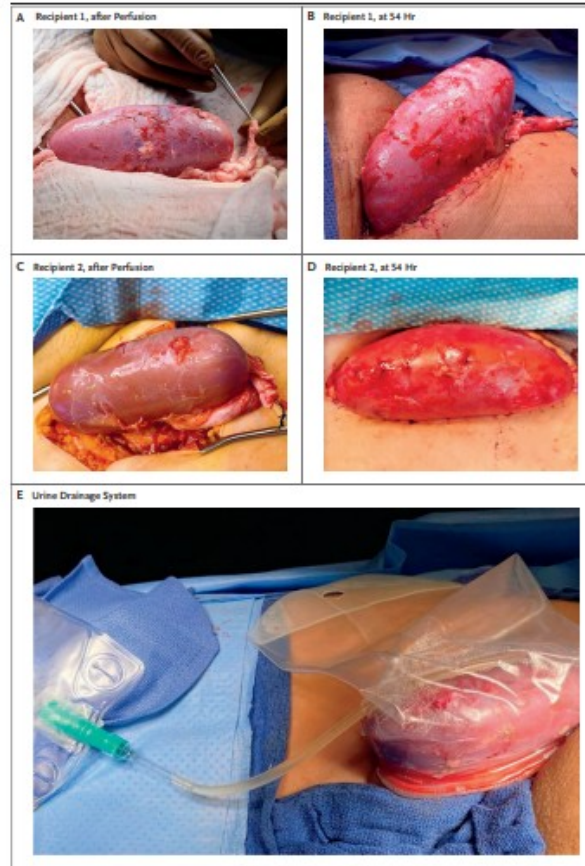 A Recipient 1, after Perfusion
B Recipient 1, at 54 Hr
C Recipient 2, after Perfusion
D Recipient 2, at 54 Hr
E Urine Drainage System